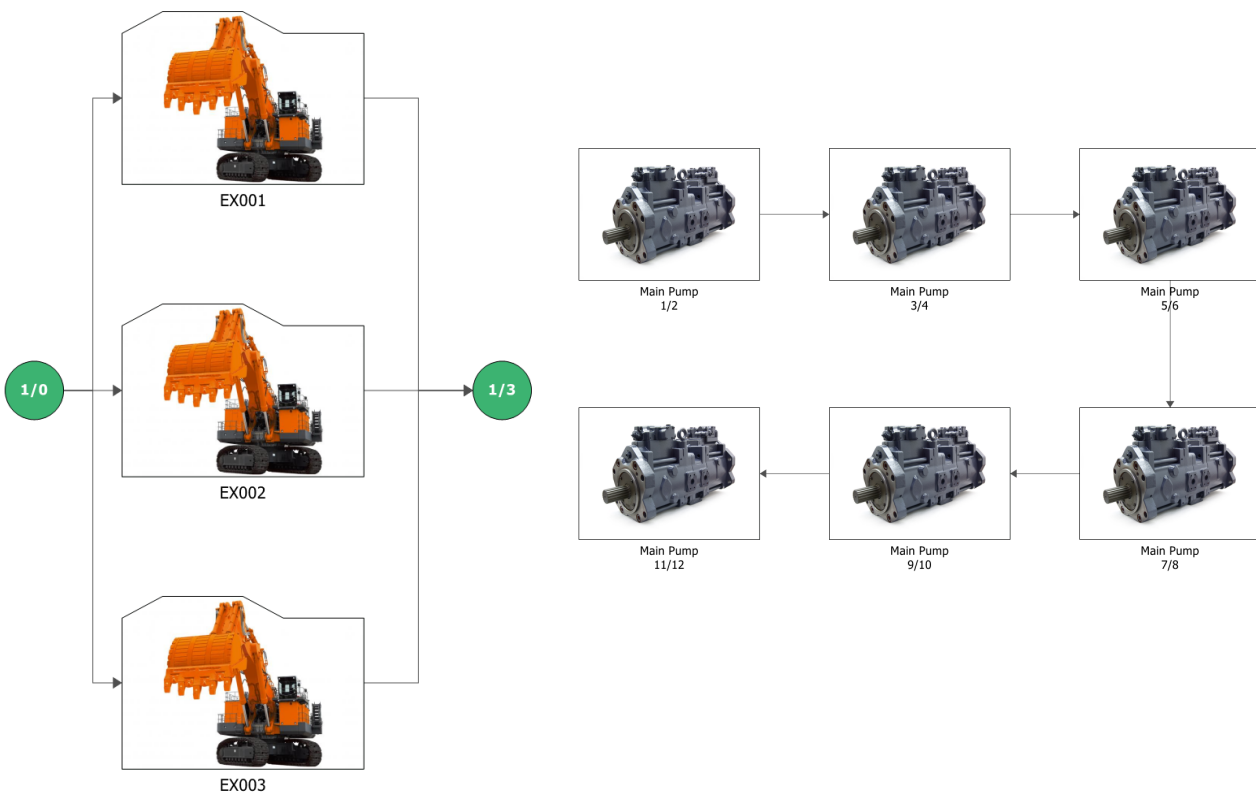 EX001
1/0
1/3
EX002
EX003
Main Pump
1/2
Main Pump
3/4
Main Pump
5/6
Main Pump
11/12
Main Pump
9/10
Main Pump
7/8